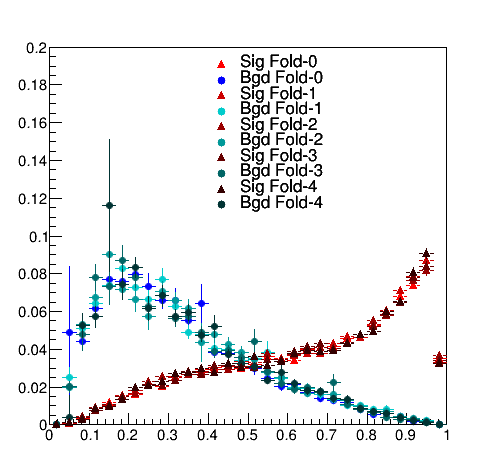 0.2
0.18
0.16
0.14
0.12
0.1
0.08
0.06
0.04
0.02
0
Sig Fold-0
Bgd Fold-0
Sig Fold-1
Bgd Fold-1
Sig Fold-2
Bgd Fold-2
Sig Fold-3
Bgd Fold-3
Sig Fold-4
Bgd Fold-4
0 0.1 0.2 0.3 0.4 0.5 0.6 0.7 0.8 0.9 1